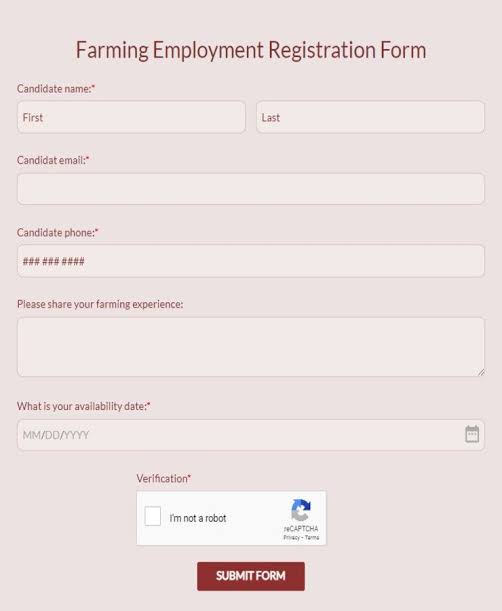 Farming Employment Registration Form
Candidate name:*
First Last
Candidat email:*
Candidate phone:*
### ### ####
Please share your farming experience:
What is your availability date:*
MM/DD/YYYY
Verification*
I'm not a robot
reCAPTCHA
Privacy - Terms
SUBMIT FORM